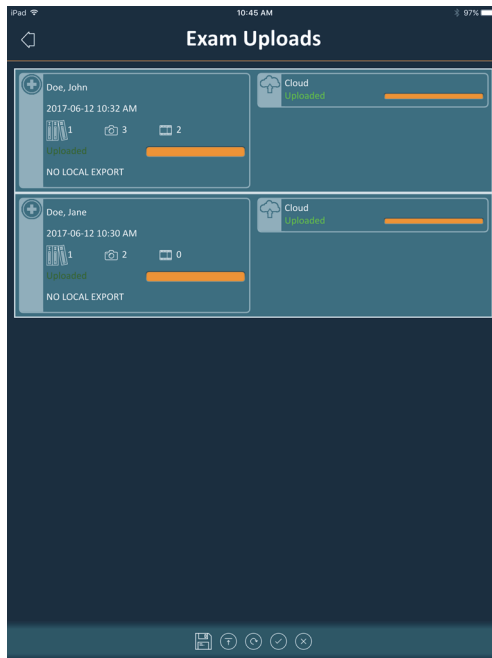 iPad 10:45 AM 97%
Exam Uploads
Doe, John
2017-06-12 10:32 AM
1 3 2
Uploaded
NO LOCAL EXPORT
Cloud
Uploaded
Doe, Jane
2017-06-12 10:30 AM
1 2 0
Uploaded
NO LOCAL EXPORT
Cloud
Uploaded